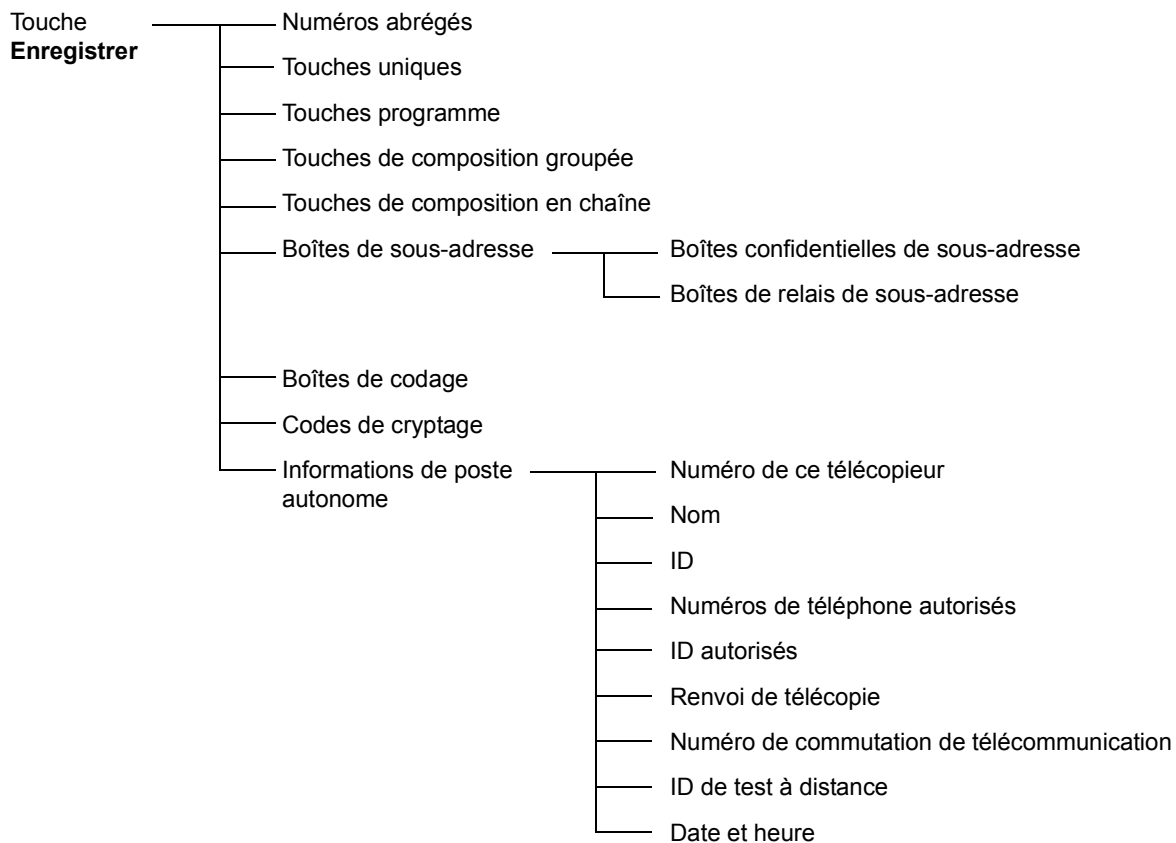 Touche
Enregistrer
Numéros abrégés
Touches uniques
Touches programme
Touches de composition groupée
Touches de composition en chaîne
Boîtes de sous-adresse
Boîtes confidentielles de sous-adresse
Boîtes de relais de sous-adresse
Boîtes de codage
Codes de cryptage
Informations de poste
autonome
Numéro de ce télécopieur
Nom
ID
Numéros de téléphone autorisés
ID autorisés
Renvoi de télécopie
Numéro de commutation de télécommunication
ID de test à distance
Date et heure